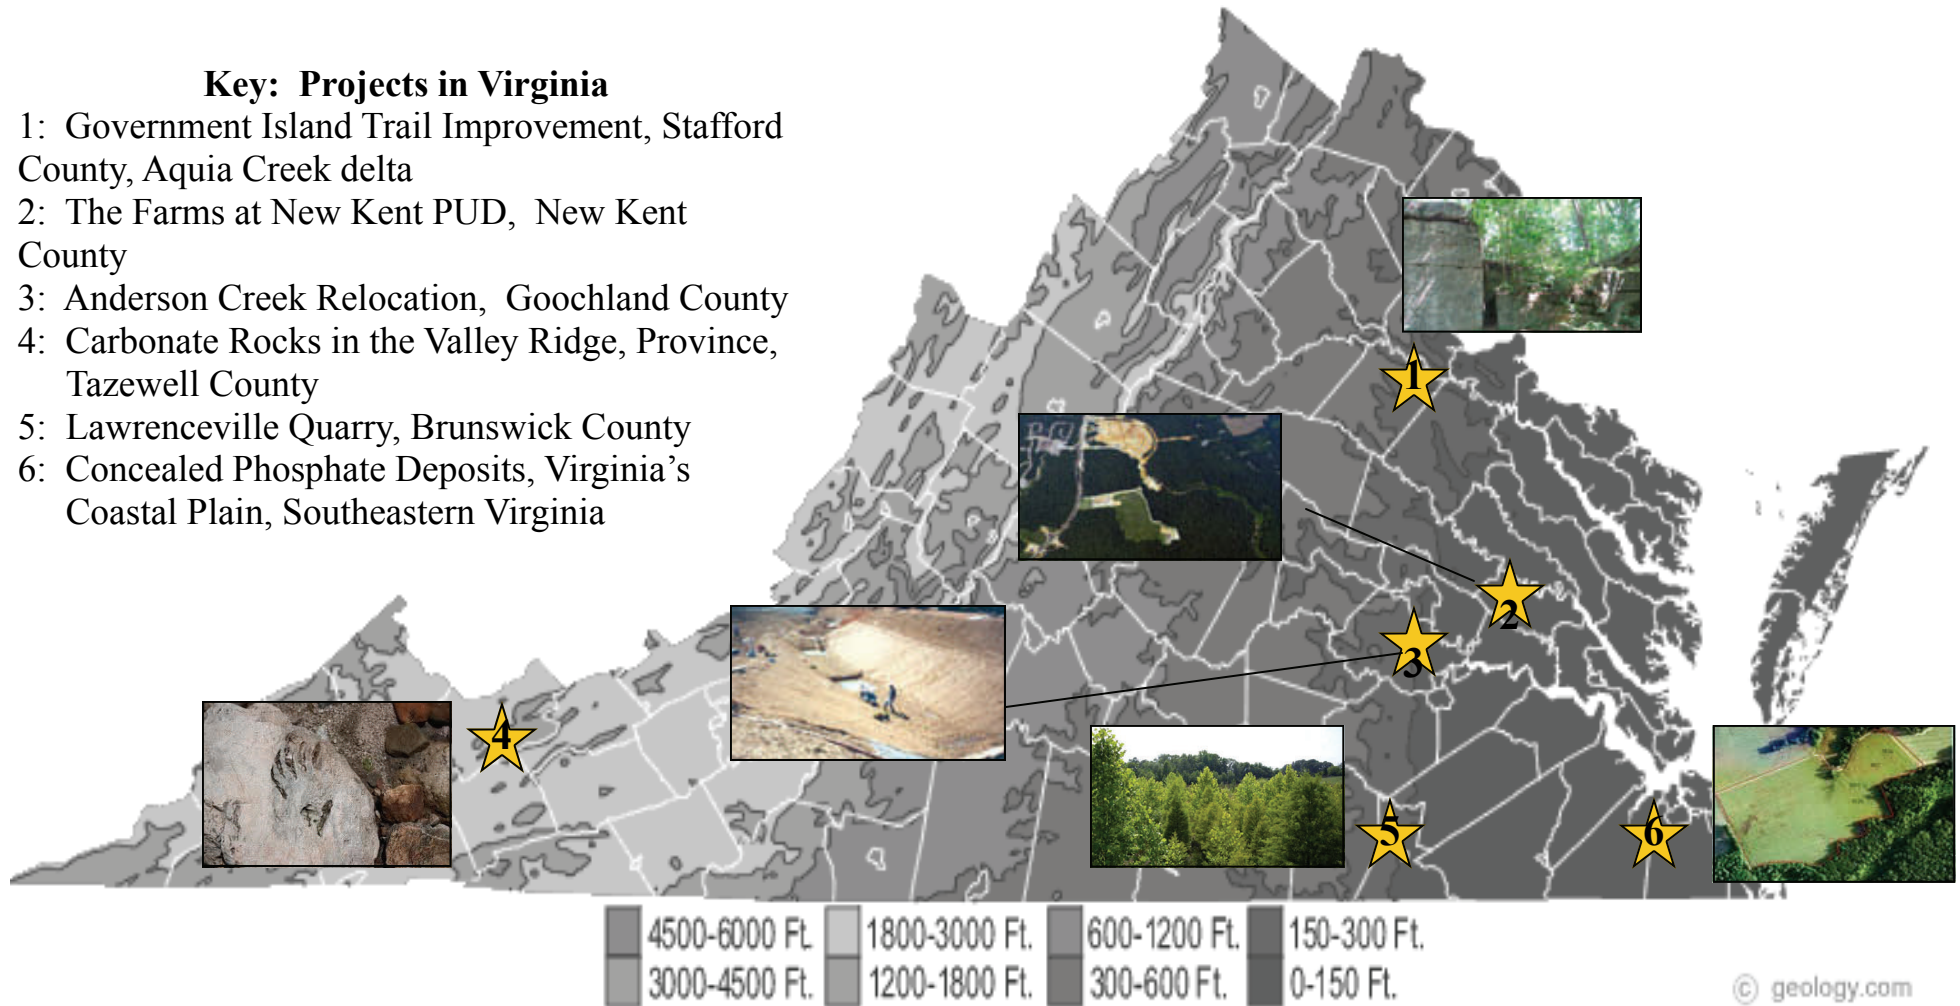 Key: Projects in Virginia
1: Government Island Trail Improvement, Stafford
County, Aquia Creek delta
2: The Farms at New Kent PUD, New Kent
County
3: Anderson Creek Relocation, Goochland County
4: Carbonate Rocks in the Valley Ridge, Province,
Tazewell County
5: Lawrenceville Quarry, Brunswick County
6: Concealed Phosphate Deposits, Virginia’s
Coastal Plain, Southeastern Virginia
1
2
3
4
5
6
4500-6000 Ft. 1800-3000 Ft. 600-1200 Ft. 150-300 Ft.
3000-4500 Ft. 1200-1800 Ft. 300-600 Ft. 0-150 Ft.
© geology.com